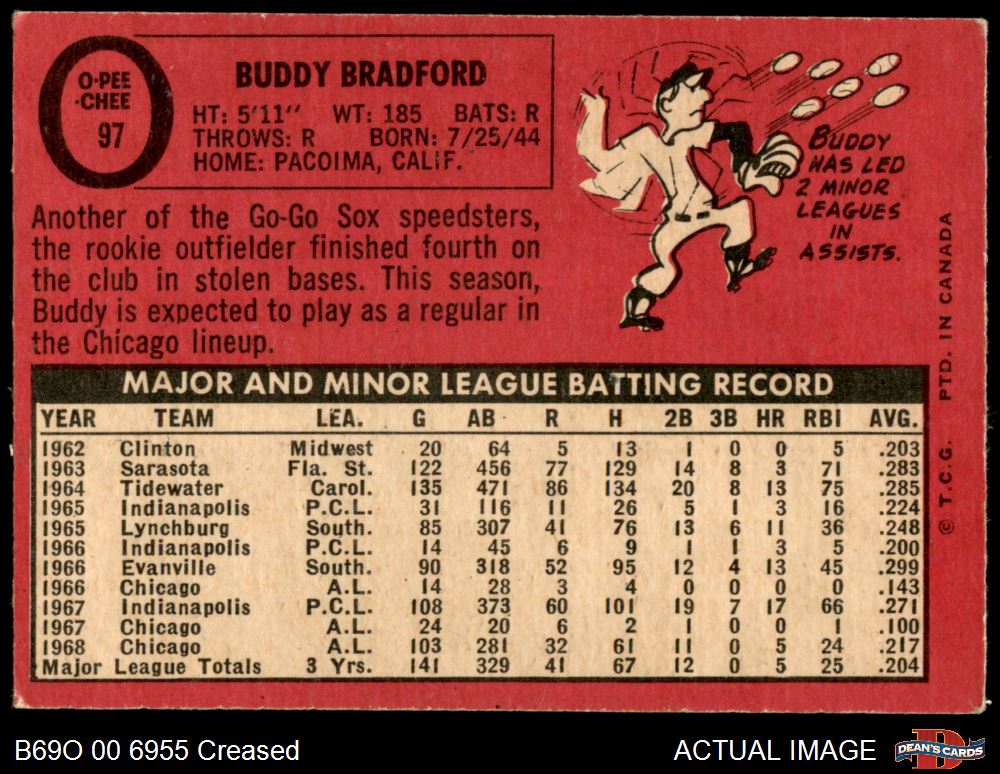 O-PEE
-CHEE
97
BUDDY BRADFORD
HT: 5'11" WT: 185 BATS: R
THROWS: R BORN: 7/25/44
HOME: PACOIMA, CALIF.
BUDDY
HAS LED
2 MINOR
LEAGUES
IN
ASSISTS.
Another of the Go-Go Sox speedsters,
the rookie outfielder finished fourth on
the club in stolen bases. This season,
Buddy is expected to play as a regular in
the Chicago lineup.
MAJOR AND MINOR LEAGUE BATTING RECORD
YEAR TEAM LEA. G AB R H 2B 3B HR RBI AVG.
1962 Clinton Midwest 20 64 5 13 1 0 0 5 .203
1963 Sarasota Fla. St. 122 456 77 129 14 8 3 71 .283
1964 Tidewater Carol. 135 471 86 134 20 8 13 75 .285
1965 Indianapolis P.C.L. 31 116 11 26 5 1 3 16 .224
1965 Lynchburg South. 85 307 41 76 13 6 11 36 .248
1966 Indianapolis P.C.L. 14 45 6 9 1 1 3 5 .200
1966 Evanville South. 90 318 52 95 12 4 13 45 .299
1966 Chicago A.L. 14 28 3 4 0 0 0 0 .143
1967 Indianapolis P.C.L. 108 373 60 101 19 7 17 66 .271
1967 Chicago A.L. 24 20 6 2 1 0 0 1 .100
1968 Chicago A.L. 103 281 32 61 11 0 5 24 .217
Major League Totals 3 Yrs. 141 329 41 67 12 0 5 25 .204
© T.C.G. PTD. IN CANADA
B69O 00 6955 Creased
ACTUAL IMAGE
D
DEAN'S CARDS